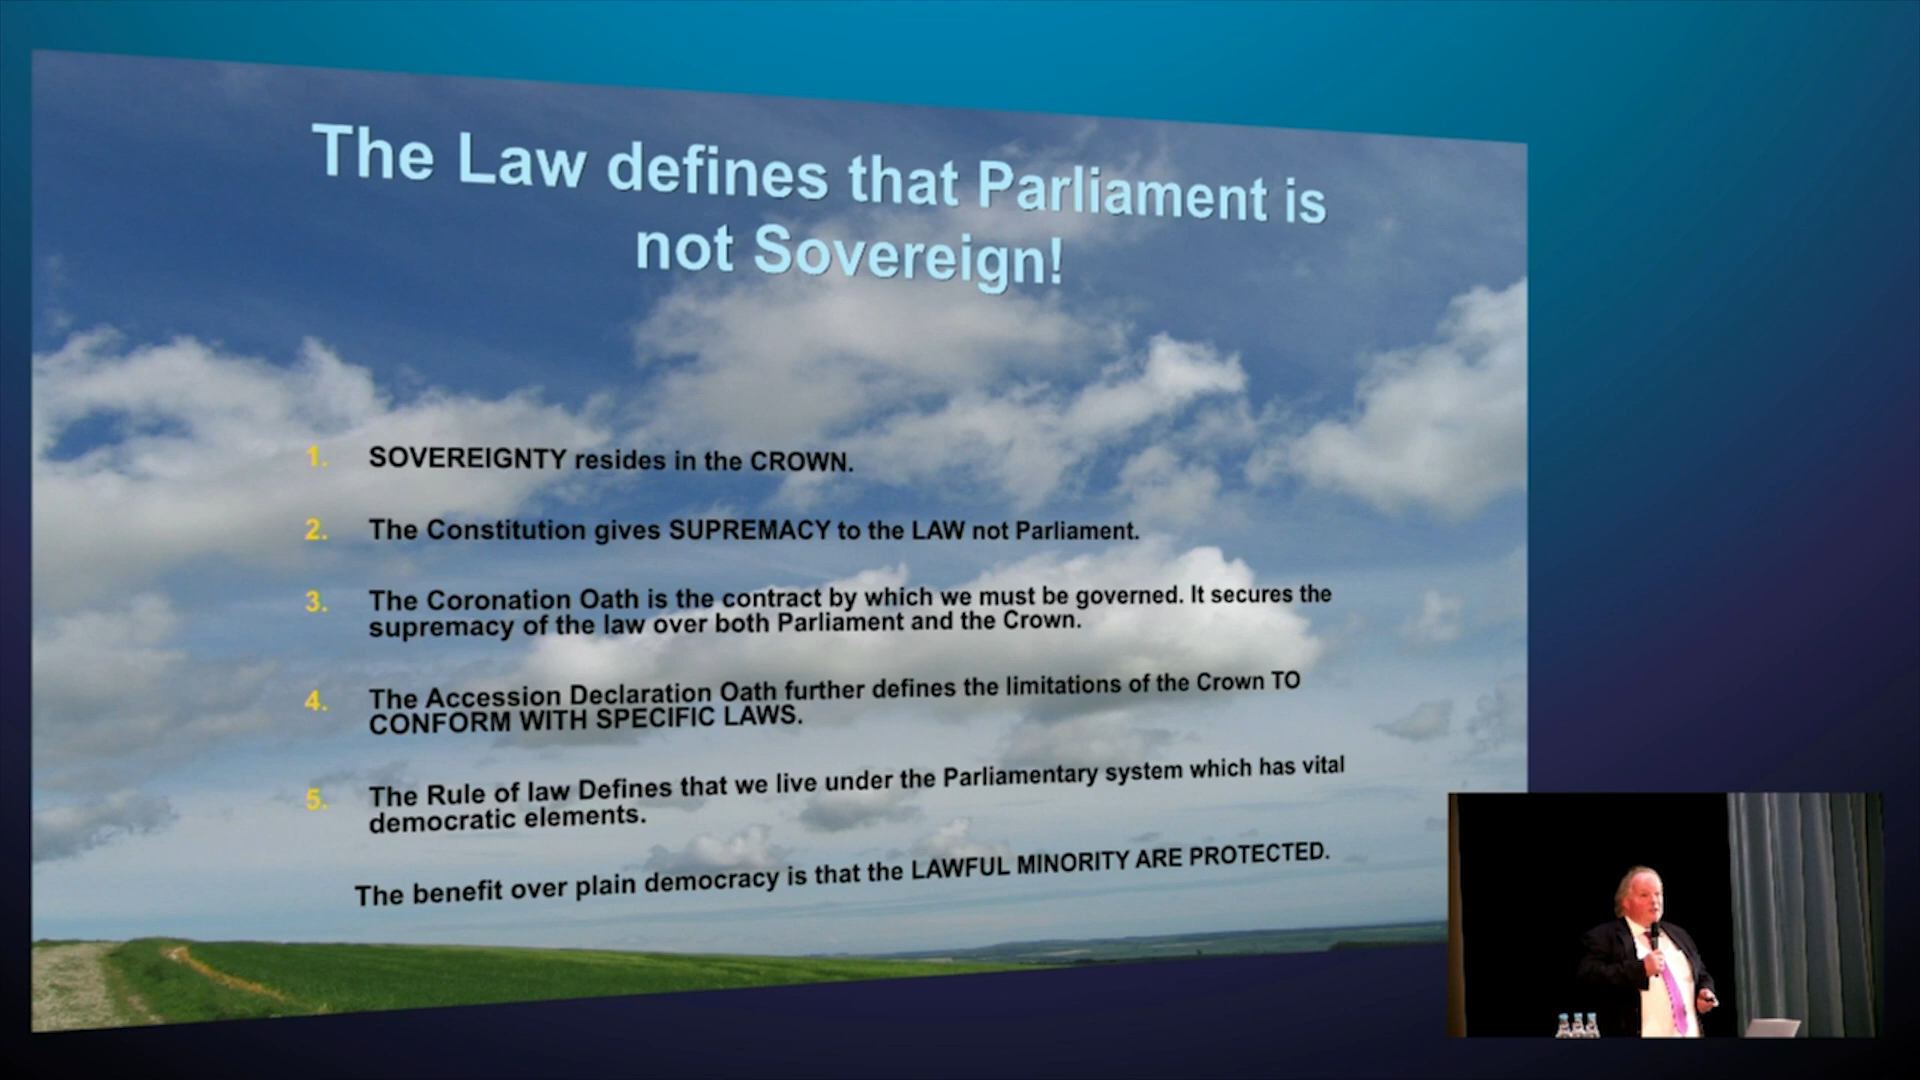 The Law defines that Parliament is
not Sovereign!
1. SOVEREIGNTY resides in the CROWN.
2. The Constitution gives SUPREMACY to the LAW not Parliament.
3. The Coronation Oath is the contract by which we must be governed. It secures the
supremacy of the law over both Parliament and the Crown.
4. The Accession Declaration Oath further defines the limitations of the Crown TO
CONFORM WITH SPECIFIC LAWS.
5. The Rule of law Defines that we live under the Parliamentary system which has vital
democratic elements.
The benefit over plain democracy is that the LAWFUL MINORITY ARE PROTECTED.